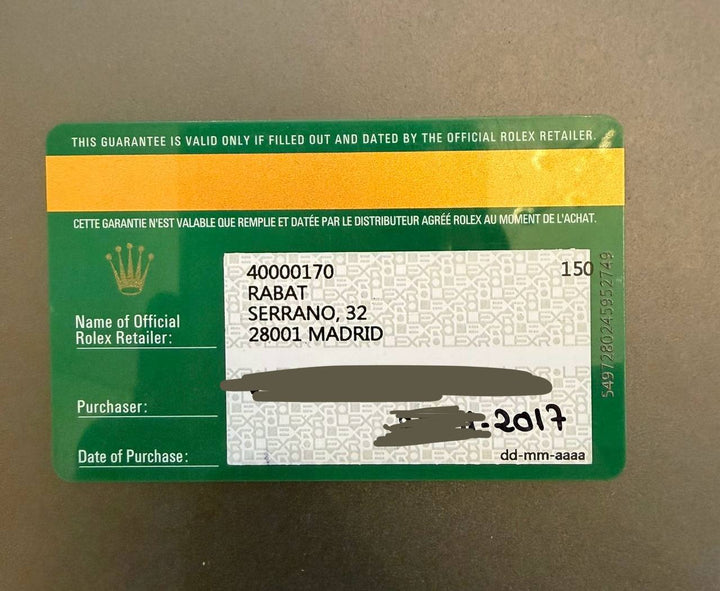 THIS GUARANTEE IS VALID ONLY IF FILLED OUT AND DATED BY THE OFFICIAL ROLEX RETAILER.
CETTE GARANTIE N'EST VALABLE QUE REMPLIE ET DATÉE PAR LE DISTRIBUTEUR AGRÉÉ ROLEX AU MOMENT DE L'ACHAT.
40000170
150
RABAT
SERRANO, 32
28001 MADRID
Name of Official
Rolex Retailer:
5497280245952749
Purchaser:
-2017
Date of Purchase:
dd-mm-aaaa